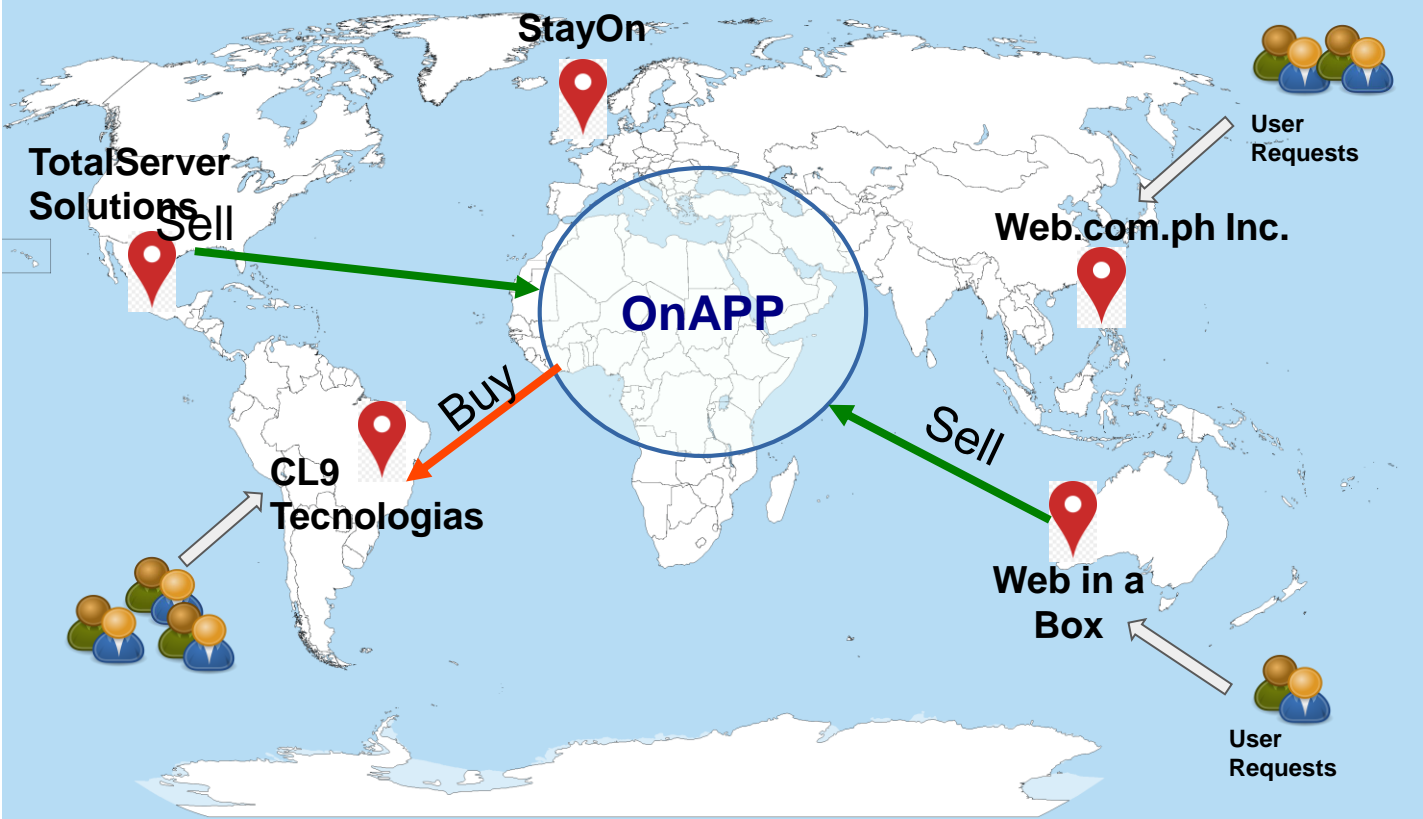 StayOn
User
Requests
TotalServer
Solutions
Sell
Web.com.ph Inc.
OnAPP
Buy
Sell
CL9
Tecnologias
Web in a
Box
User
Requests